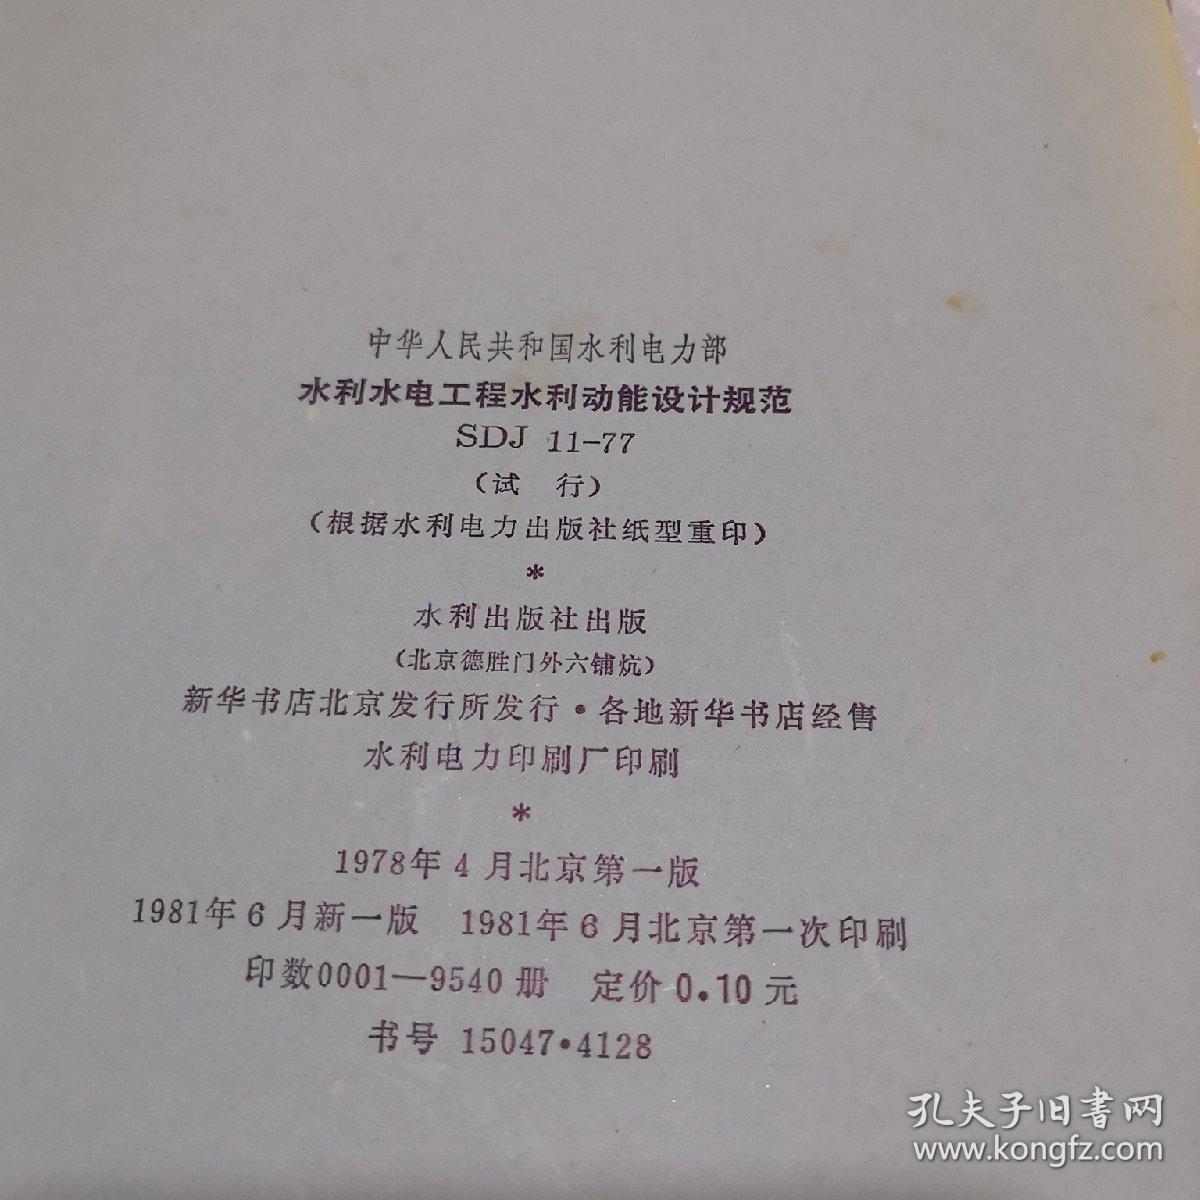 中华人民共和国水利电力部
水利水电工程水利动能设计规范
SDJ 11-77
（试 行）
（根据水利电力出版社纸型重印）
*
水利出版社出版
（北京德胜门外六铺炕）
新华书店北京发行所发行·各地新华书店经售
水利电力印刷厂印刷
*
1978年4月北京第一版
1981年6月新一版 1981年6月北京第一次印刷
印数0001—9540册 定价0.10元
书号 15047·4128
孔夫子旧書网
www.kongfz.com